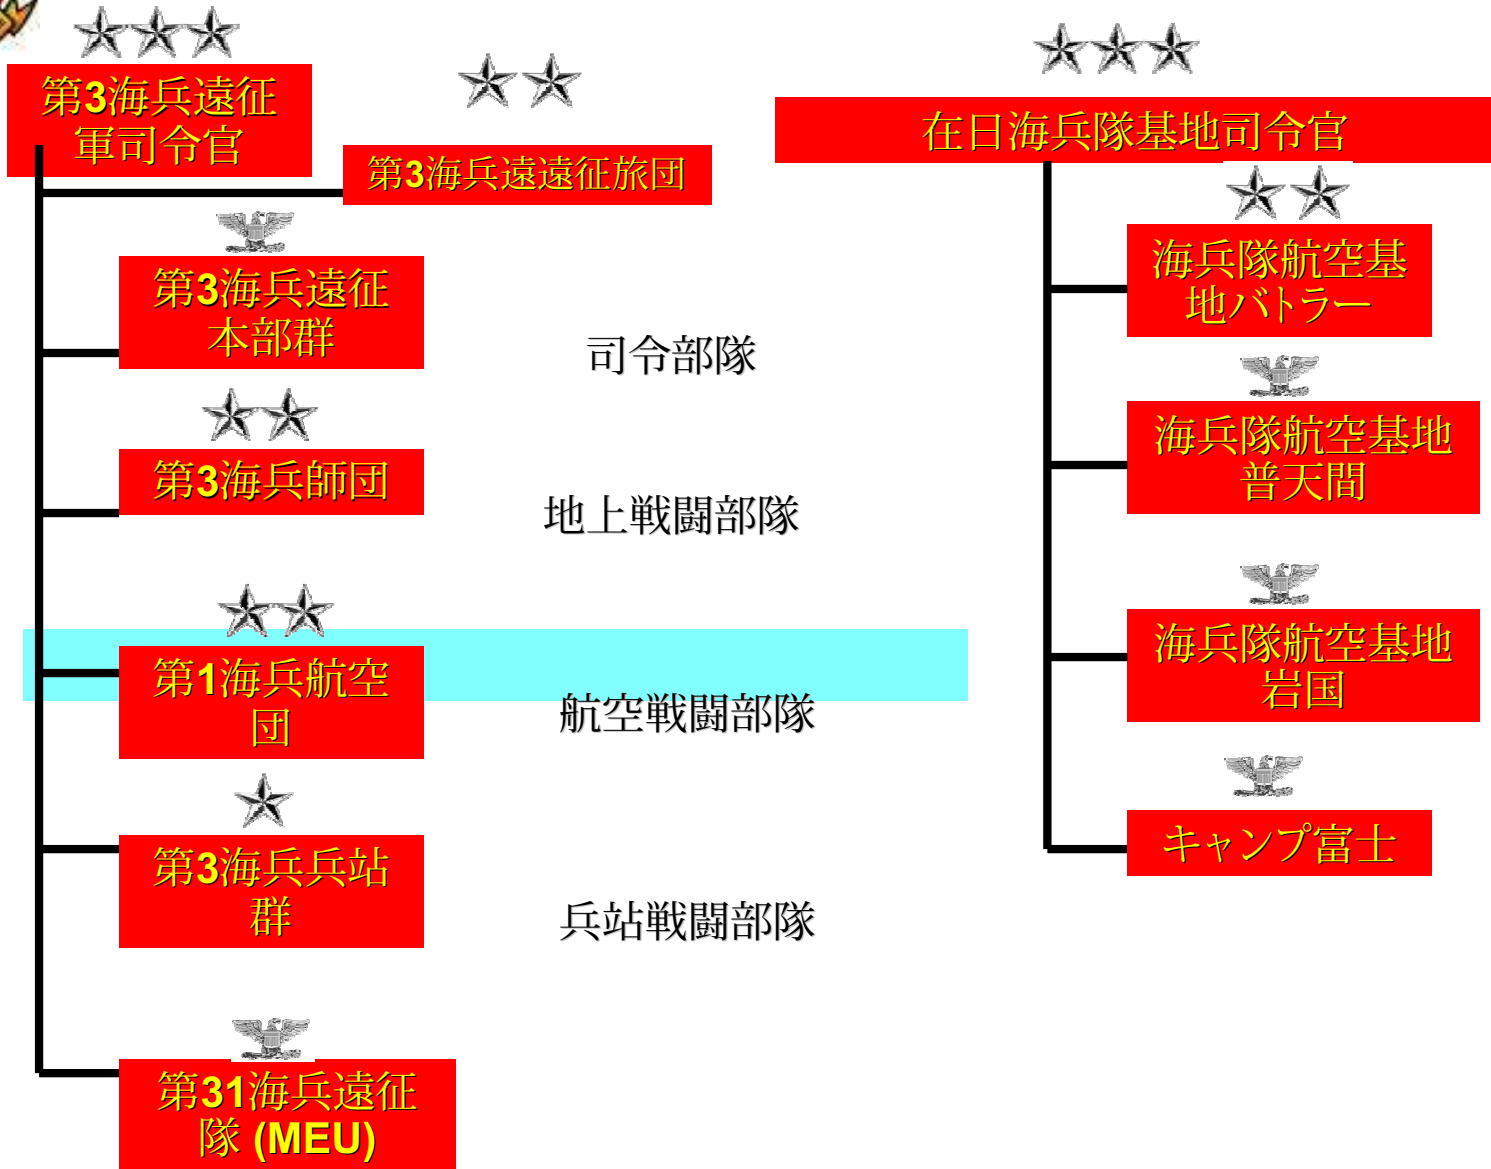 第3海兵遠征
軍司令官
第3海兵遠遠征旅団
第3海兵遠征
本部群
司令部隊
第3海兵師団
地上戦闘部隊
第1海兵航空
団
航空戦闘部隊
第3海兵兵站
群
兵站戦闘部隊
第31海兵遠征
隊 (MEU)
在日海兵隊基地司令官
海兵隊航空基
地バトラー
海兵隊航空基地
普天間
海兵隊航空基地
岩国
キャンプ富士